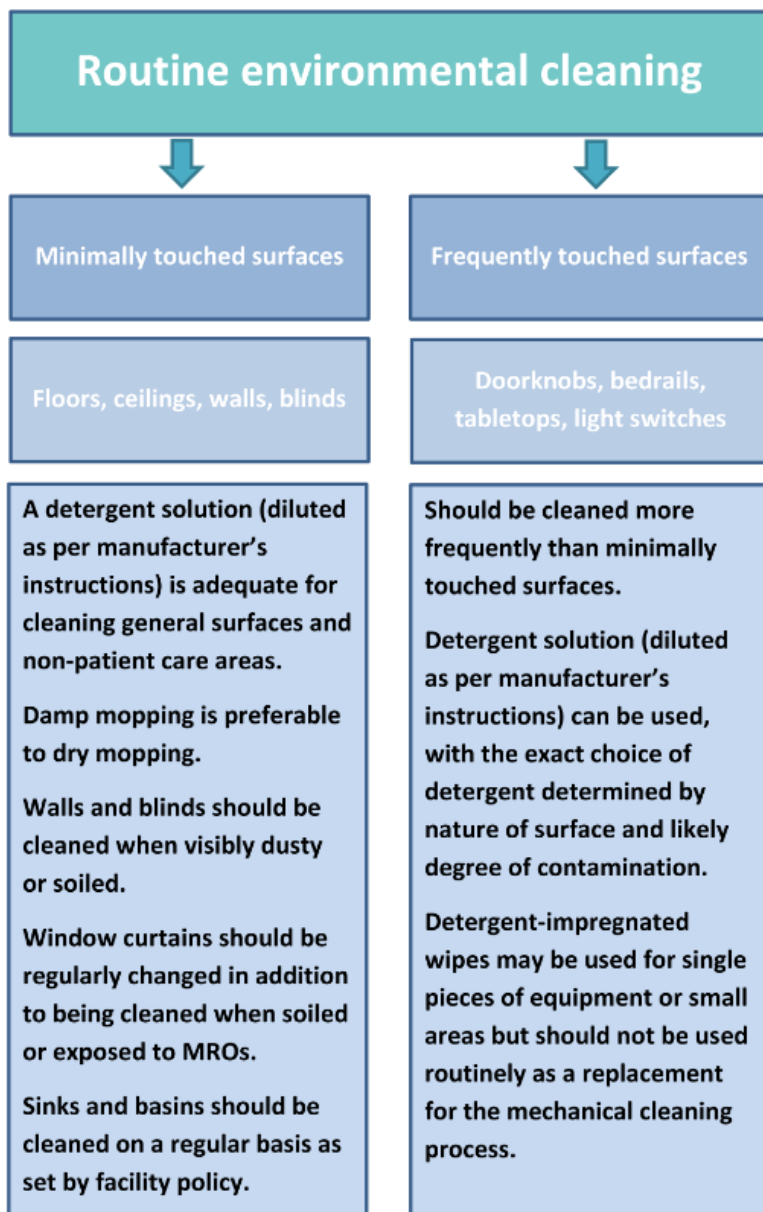 Routine environmental cleaning
Minimally touched surfaces
Floors, ceilings, walls, blinds
A detergent solution (diluted
as per manufacturer’s
instructions) is adequate for
cleaning general surfaces and
non-patient care areas.
Damp mopping is preferable
to dry mopping.
Walls and blinds should be
cleaned when visibly dusty
or soiled.
Window curtains should be
regularly changed in addition
to being cleaned when soiled
or exposed to MROs.
Sinks and basins should be
cleaned on a regular basis as
set by facility policy.
Frequently touched surfaces
Doorknobs, bedrails,
tabletops, light switches
Should be cleaned more
frequently than minimally
touched surfaces.
Detergent solution (diluted
as per manufacturer’s
instructions) can be used,
with the exact choice of
detergent determined by
nature of surface and likely
degree of contamination.
Detergent-impregnated
wipes may be used for single
pieces of equipment or small
areas but should not be used
routinely as a replacement
for the mechanical cleaning
process.